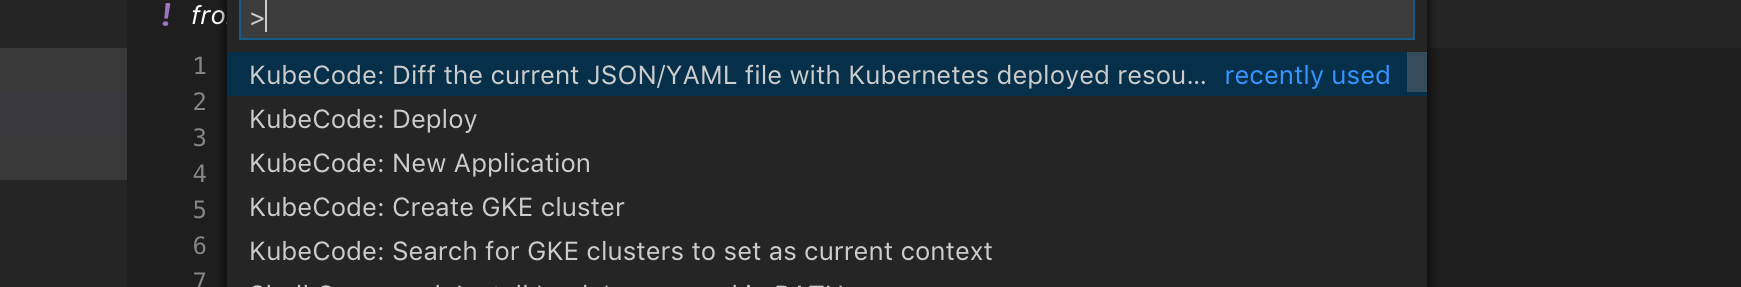 ! fro
>
1
KubeCode: Diff the current JSON/YAML file with Kubernetes deployed resou... recently used
2
KubeCode: Deploy
3
KubeCode: New Application
4
5
KubeCode: Create GKE cluster
6
KubeCode: Search for GKE clusters to set as current context
7